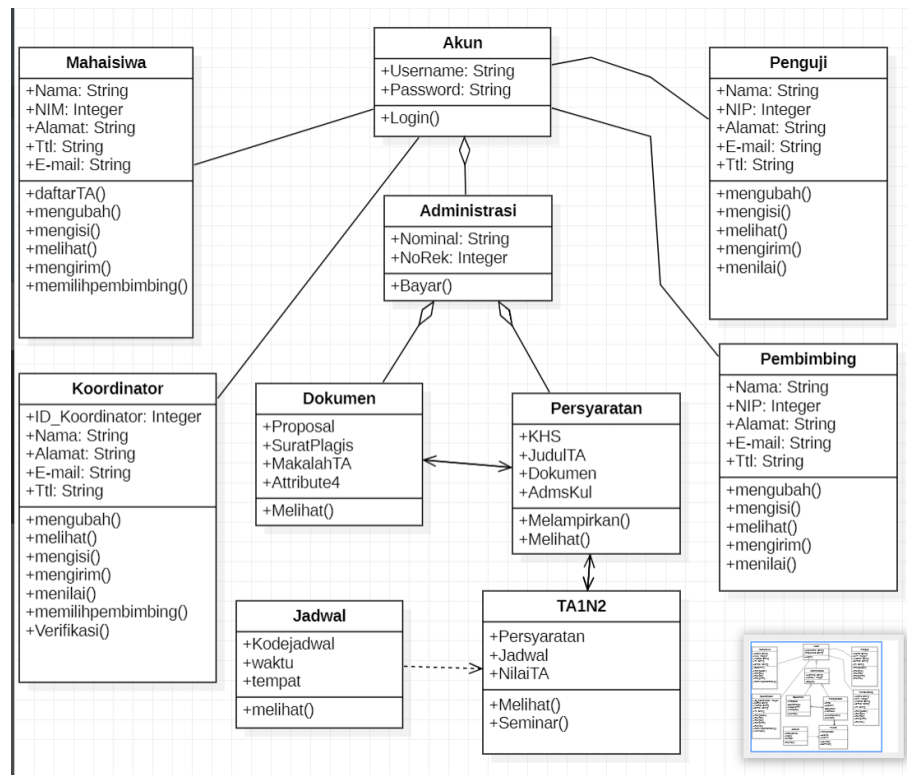 Akun
+Username: String
+Password: String
+Login()
Mahaisiwa
+Nama: String
+NIM: Integer
+Alamat: String
+Ttl: String
+E-mail: String
+daftarTA()
+mengubah()
+mengisi()
+melihat()
+mengirim()
+memilihpembimbing()
Penguji
+Nama: String
+NIP: Integer
+Alamat: String
+E-mail: String
+Ttl: String
+mengubah()
+mengisi()
+melihat()
+mengirim()
+menilai()
Administrasi
+Nominal: String
+NoRek: Integer
+Bayar()
Koordinator
+ID_Koordinator: Integer
+Nama: String
+Alamat: String
+E-mail: String
+Ttl: String
+mengubah()
+melihat()
+mengisi()
+mengirim()
+menilai()
+memilihpembimbing()
+Verifikasi()
Dokumen
+Proposal
+SuratPlagis
+MakalahTA
+Attribute4
+Melihat()
Persyaratan
+KHS
+JudulTA
+Dokumen
+AdmsKul
+Melampirkan()
+Melihat()
Pembimbing
+Nama: String
+NIP: Integer
+Alamat: String
+E-mail: String
+Ttl: String
+mengubah()
+mengisi()
+melihat()
+mengirim()
+menilai()
Jadwal
+Kodejadwal
+waktu
+tempat
+melihat()
TA1N2
+Persyaratan
+Jadwal
+NilaiTA
+Melihat()
+Seminar()